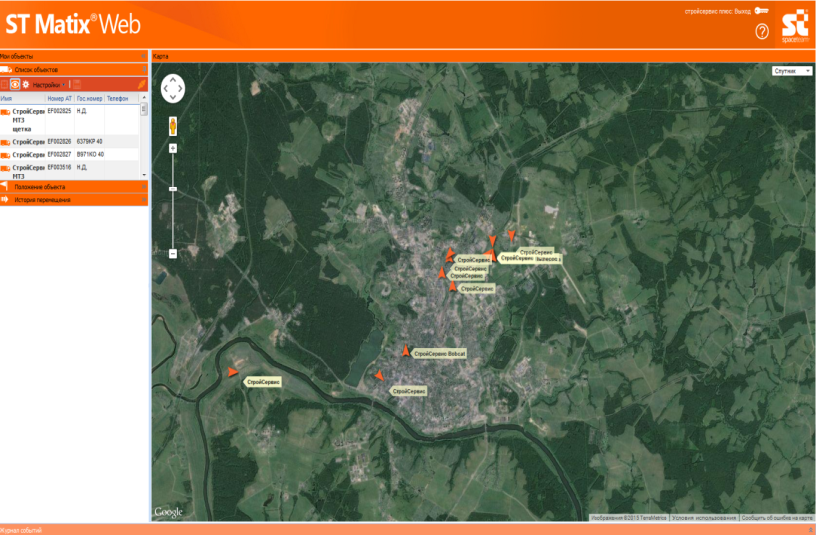 ST Matix® Web
стройсервис плюс: Выход
?
st
spaceteam
Мои объекты
Список объектов
Настройки
Имя Номер АТ Гос.номер Телефон
СтройСерви EF002825 Н.Д.
МТЗ
щетка
СтройСерви EF002826 6379КР 40
СтройСерви EF002827 В971КО 40
СтройСерви EF003516 Н.Д.
МТЗ
Положение объекта
История перемещения
Карта
Спутник
СтройСервис
СтройСервис
СтройСервис
СтройСервис
СтройСервис
СтройСервис
СтройСервис Bobcat
СтройСервис
СтройСервис
Google
Изображения ©2013 TerraMetrics Условия использования Сообщить об ошибке на карте
Журнал событий